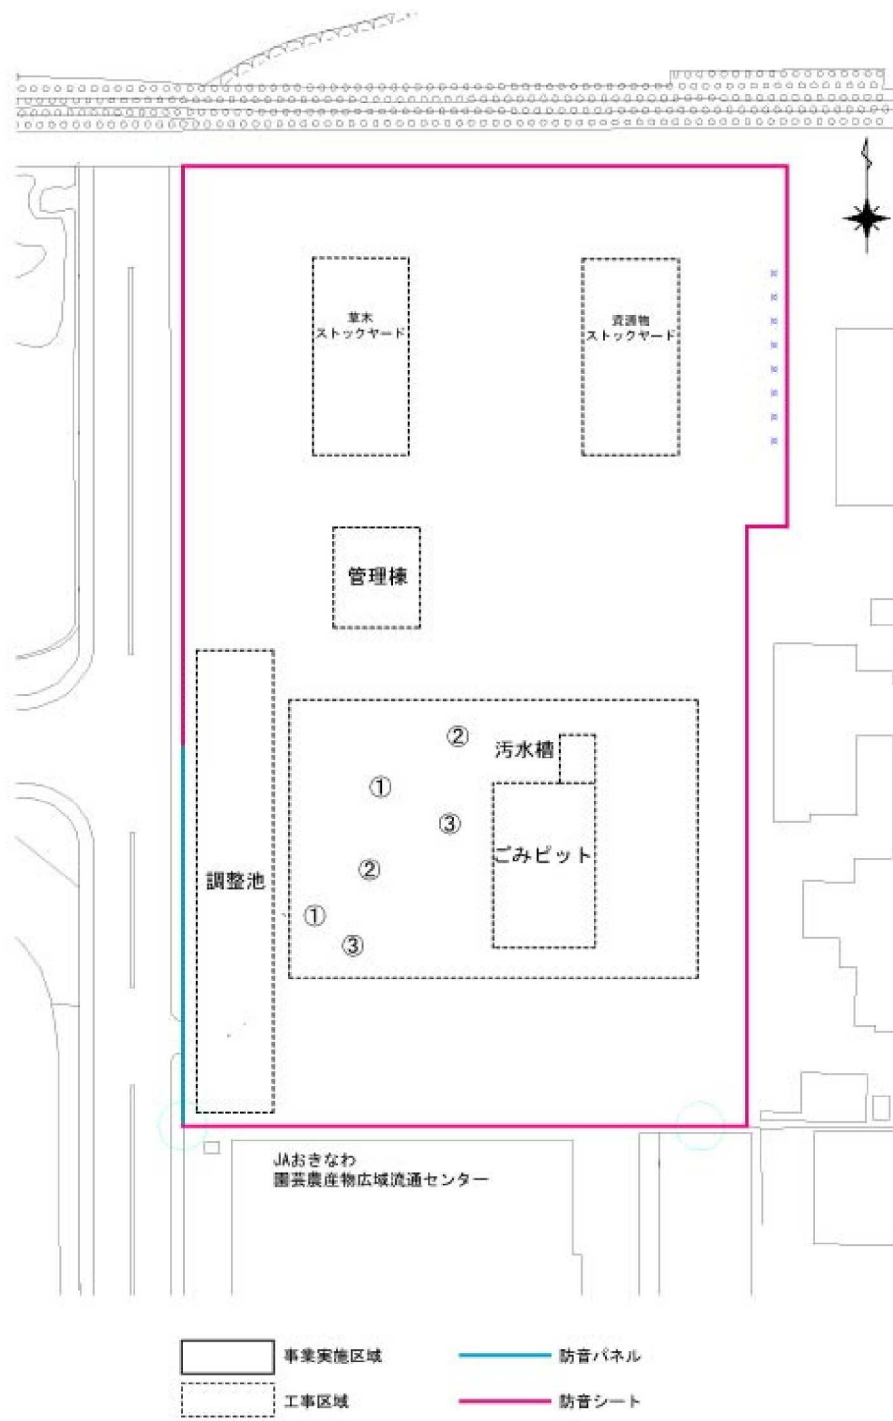 草木
ストックヤード
資源物
ストックヤード
管理棟
②
汚水槽
①
③
ごみピット
②
調整池
①
③
JAおきなわ
園芸農産物広域流通センター
事業実施区域
防音パネル
工事区域
防音シート